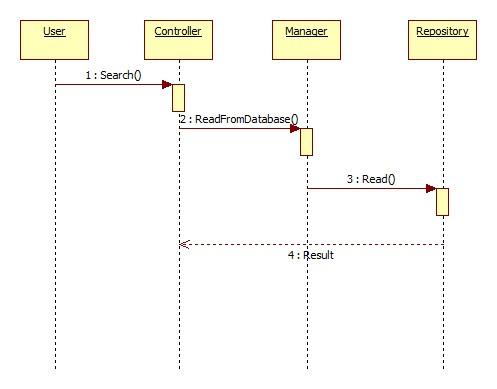 User
Controller
Manager
Repository
1 : Search()
2 : ReadFromDatabase()
3 : Read()
4 : Result